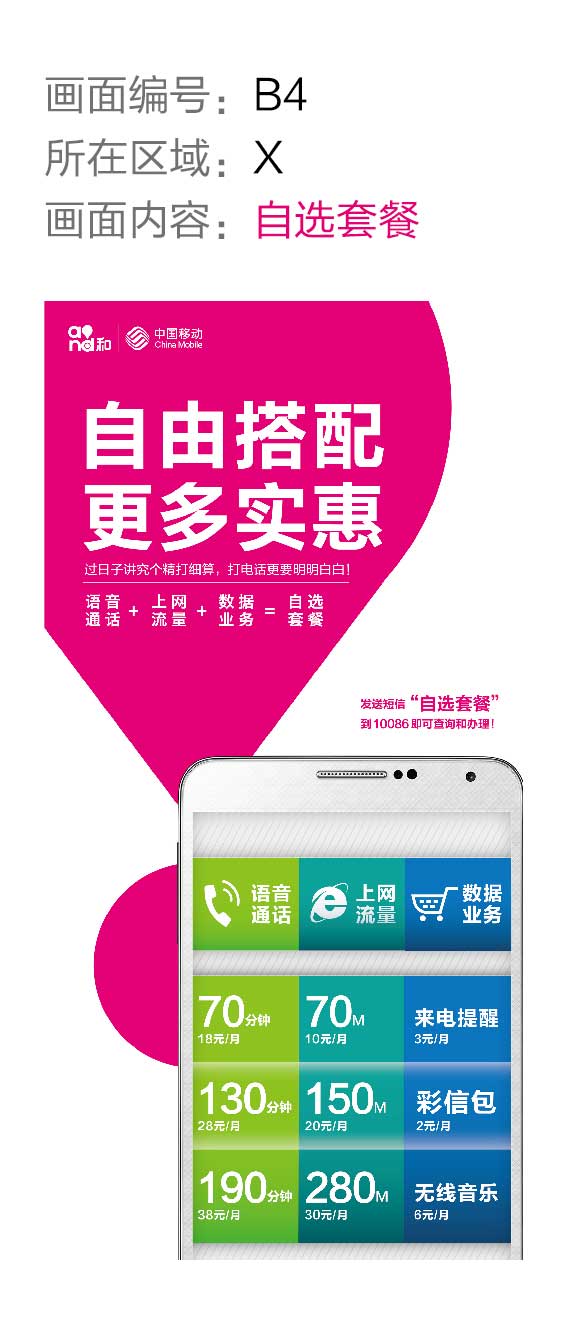 画面编号：B4
所在区域：X
画面内容：自选套餐
and和 中国移动
China Mobile
自由搭配
更多实惠
过日子讲究个精打细算，打电话更要明明白白！
语音通话 + 上网流量 + 数据业务 = 自选套餐
发送短信“自选套餐”
到10086即可查询和办理！
语音通话 上网流量 数据业务
70分钟 70M 来电提醒
18元/月 10元/月 3元/月
130分钟 150M 彩信包
28元/月 20元/月 2元/月
190分钟 280M 无线音乐
38元/月 30元/月 6元/月